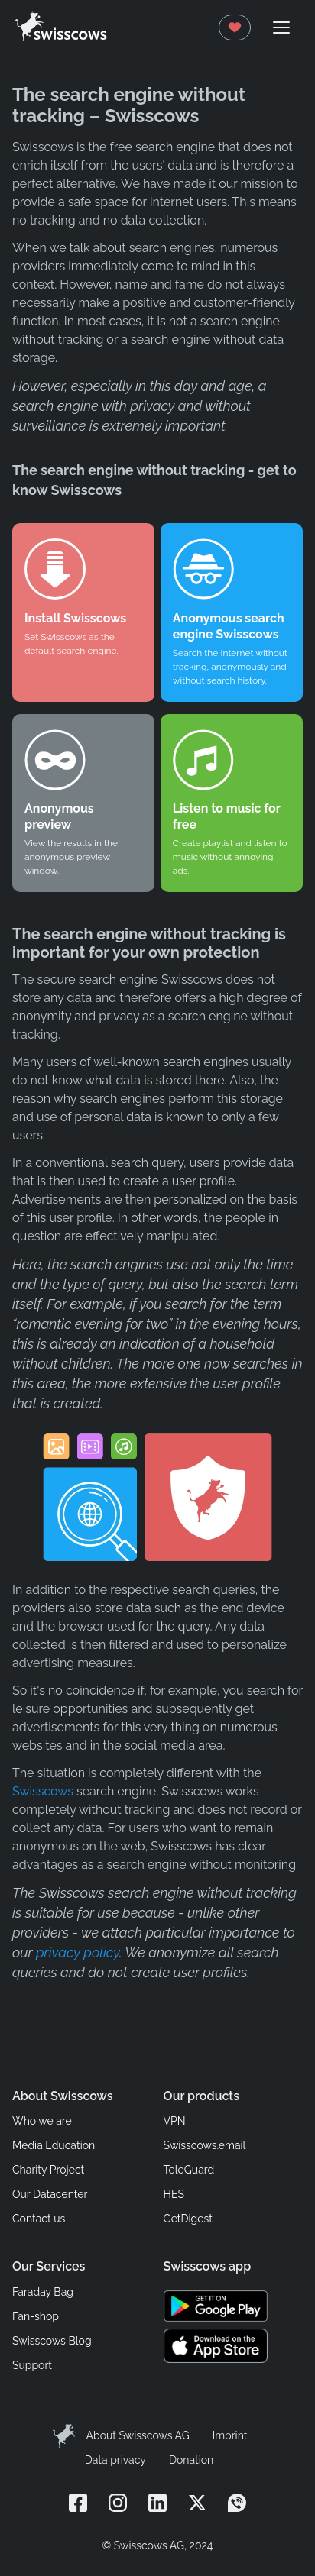 swisscows
The search engine without
tracking – Swisscows
Swisscows is the free search engine that does not
enrich itself from the users' data and is therefore a
perfect alternative. We have made it our mission to
provide a safe space for internet users. This means
no tracking and no data collection.
When we talk about search engines, numerous
providers immediately come to mind in this
context. However, name and fame do not always
necessarily make a positive and customer-friendly
function. In most cases, it is not a search engine
without tracking or a search engine without data
storage.
However, especially in this day and age, a
search engine with privacy and without
surveillance is extremely important.
The search engine without tracking - get to
know Swisscows
Install Swisscows
Set Swisscows as the
default search engine.
Anonymous search
engine Swisscows
Search the Internet without
tracking, anonymously and
without search history.
Anonymous
preview
View the results in the
anonymous preview
window.
Listen to music for
free
Create playlist and listen to
music without annoying
ads.
The search engine without tracking is
important for your own protection
The secure search engine Swisscows does not
store any data and therefore offers a high degree of
anonymity and privacy as a search engine without
tracking.
Many users of well-known search engines usually
do not know what data is stored there. Also, the
reason why search engines perform this storage
and use of personal data is known to only a few
users.
In a conventional search query, users provide data
that is then used to create a user profile.
Advertisements are then personalized on the basis
of this user profile. In other words, the people in
question are effectively manipulated.
Here, the search engines use not only the time
and the type of query, but also the search term
itself. For example, if you search for the term
“romantic evening for two” in the evening hours,
this is already an indication of a household
without children. The more one now searches in
this area, the more extensive the user profile
that is created.
In addition to the respective search queries, the
providers also store data such as the end device
and the browser used for the query. Any data
collected is then filtered and used to personalize
advertising measures.
So it's no coincidence if, for example, you search for
leisure opportunities and subsequently get
advertisements for this very thing on numerous
websites and in the social media area.
The situation is completely different with the
Swisscows search engine. Swisscows works
completely without tracking and does not record or
collect any data. For users who want to remain
anonymous on the web, Swisscows has clear
advantages as a search engine without monitoring.
The Swisscows search engine without tracking
is suitable for use because - unlike other
providers - we attach particular importance to
our privacy policy. We anonymize all search
queries and do not create user profiles.
About Swisscows
Who we are
Media Education
Charity Project
Our Datacenter
Contact us
Our products
VPN
Swisscows.email
TeleGuard
HES
GetDigest
Our Services
Faraday Bag
Fan-shop
Swisscows Blog
Support
Swisscows app
GET IT ON
Google Play
Download on the
App Store
About Swisscows AG Imprint
Data privacy Donation
© Swisscows AG, 2024